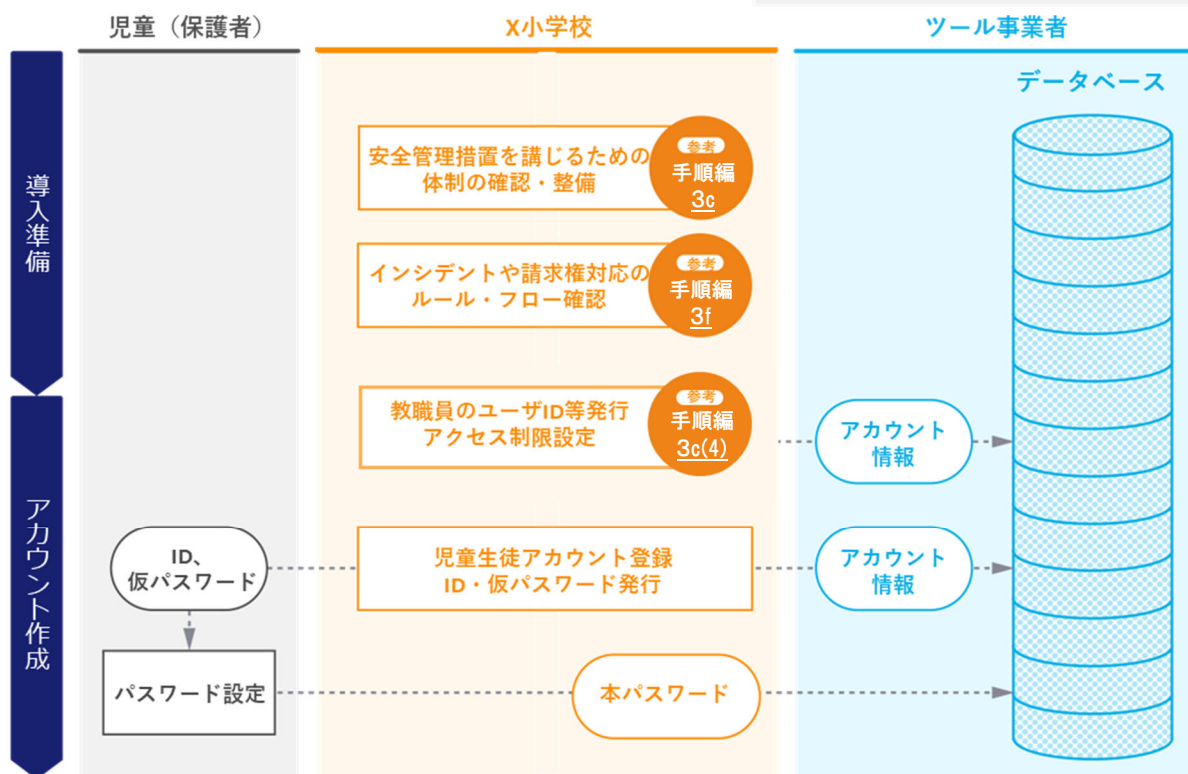 児童（保護者）
X小学校
ツール事業者
データベース
導入準備
安全管理措置を講じるための
体制の確認・整備
参考
手順編
3c
インシデントや請求権対応の
ルール・フロー確認
参考
手順編
3f
アカウント作成
教職員のユーザID等発行
アクセス制限設定
参考
手順編
3c(4)
アカウント
情報
ID、
仮パスワード
児童生徒アカウント登録
ID・仮パスワード発行
アカウント
情報
パスワード設定
本パスワード